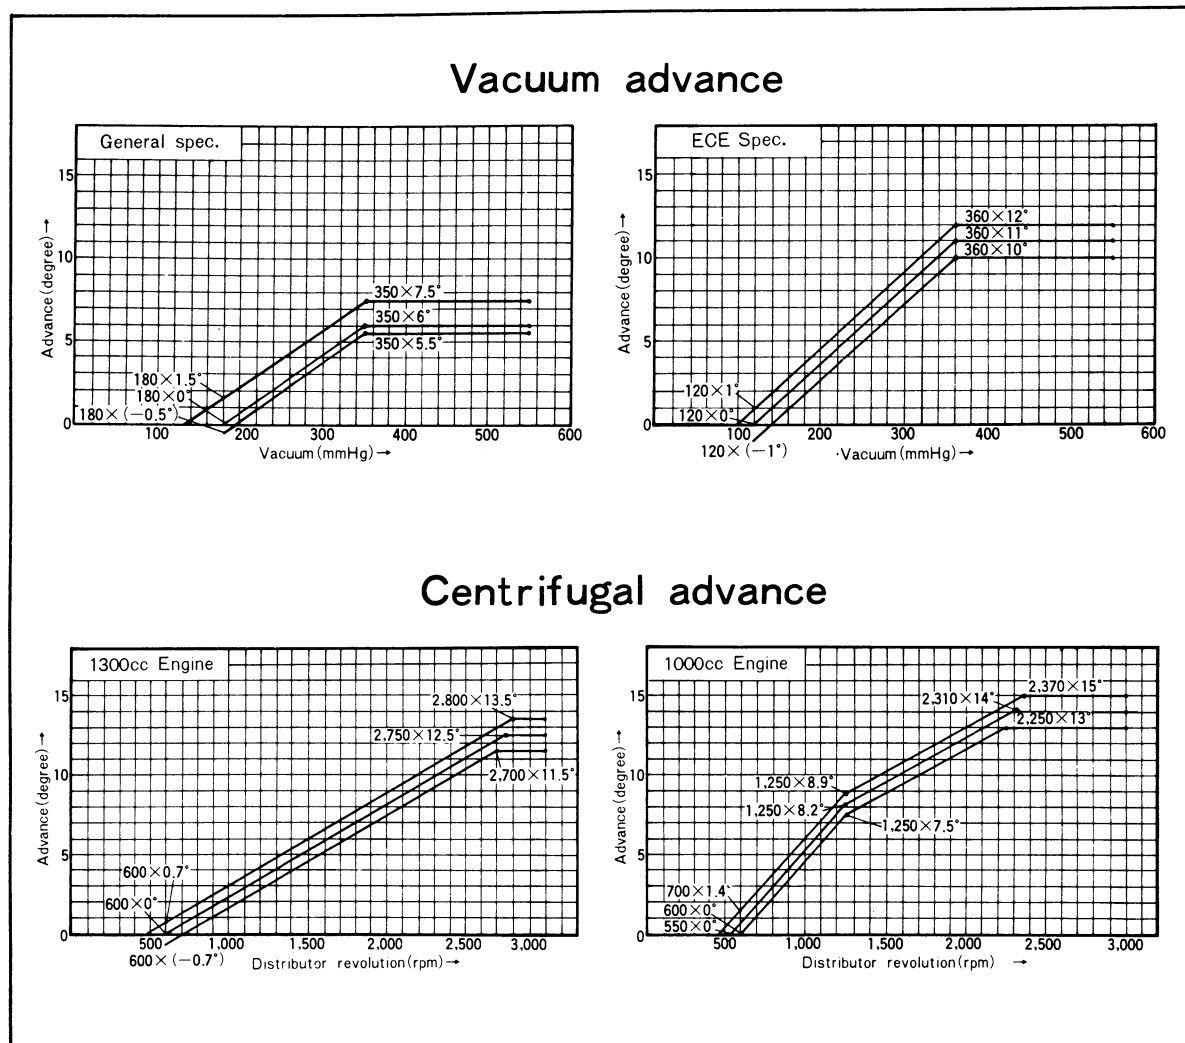 Vacuum advance
General spec.
Advance (degree) →
15
10
5
0
350×7.5°
350×6°
350×5.5°
180×1.5°
180×0°
180×(−0.5°)
100 200 300 400 500 600
Vacuum (mmHg) →
ECE Spec.
Advance (degree) →
15
10
5
0
360×12°
360×11°
360×10°
120×1°
120×0°
120×(−1°)
100 200 300 400 500 600
Vacuum (mmHg) →
Centrifugal advance
1300cc Engine
Advance (degree) →
15
10
5
0
2.800×13.5°
2,750×12.5°
2,700×11.5°
600×0.7°
600×0°
600×(−0.7°)
500 1,000 1,500 2,000 2,500 3,000
Distributor revolution (rpm) →
1000cc Engine
Advance (degree) →
15
10
5
0
2,370×15°
2,310×14°
2,250×13°
1,250×8.9°
1,250×8.2°
1,250×7.5°
700×1.4°
600×0°
550×0°
500 1,000 1,500 2,000 2,500 3,000
Distributor revolution (rpm) →